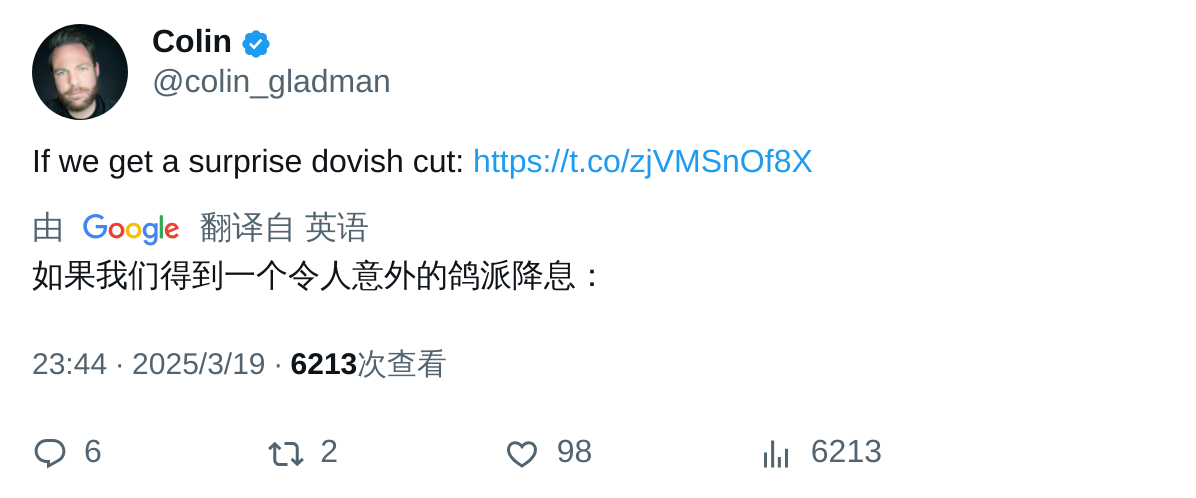 Colin
@colin_gladman
If we get a surprise dovish cut: https://t.co/zjVMSnOf8X
由 Google 翻译自 英语
如果我们得到一个令人意外的鸽派降息：
23:44 · 2025/3/19 · 6213次查看
6 2 98 6213